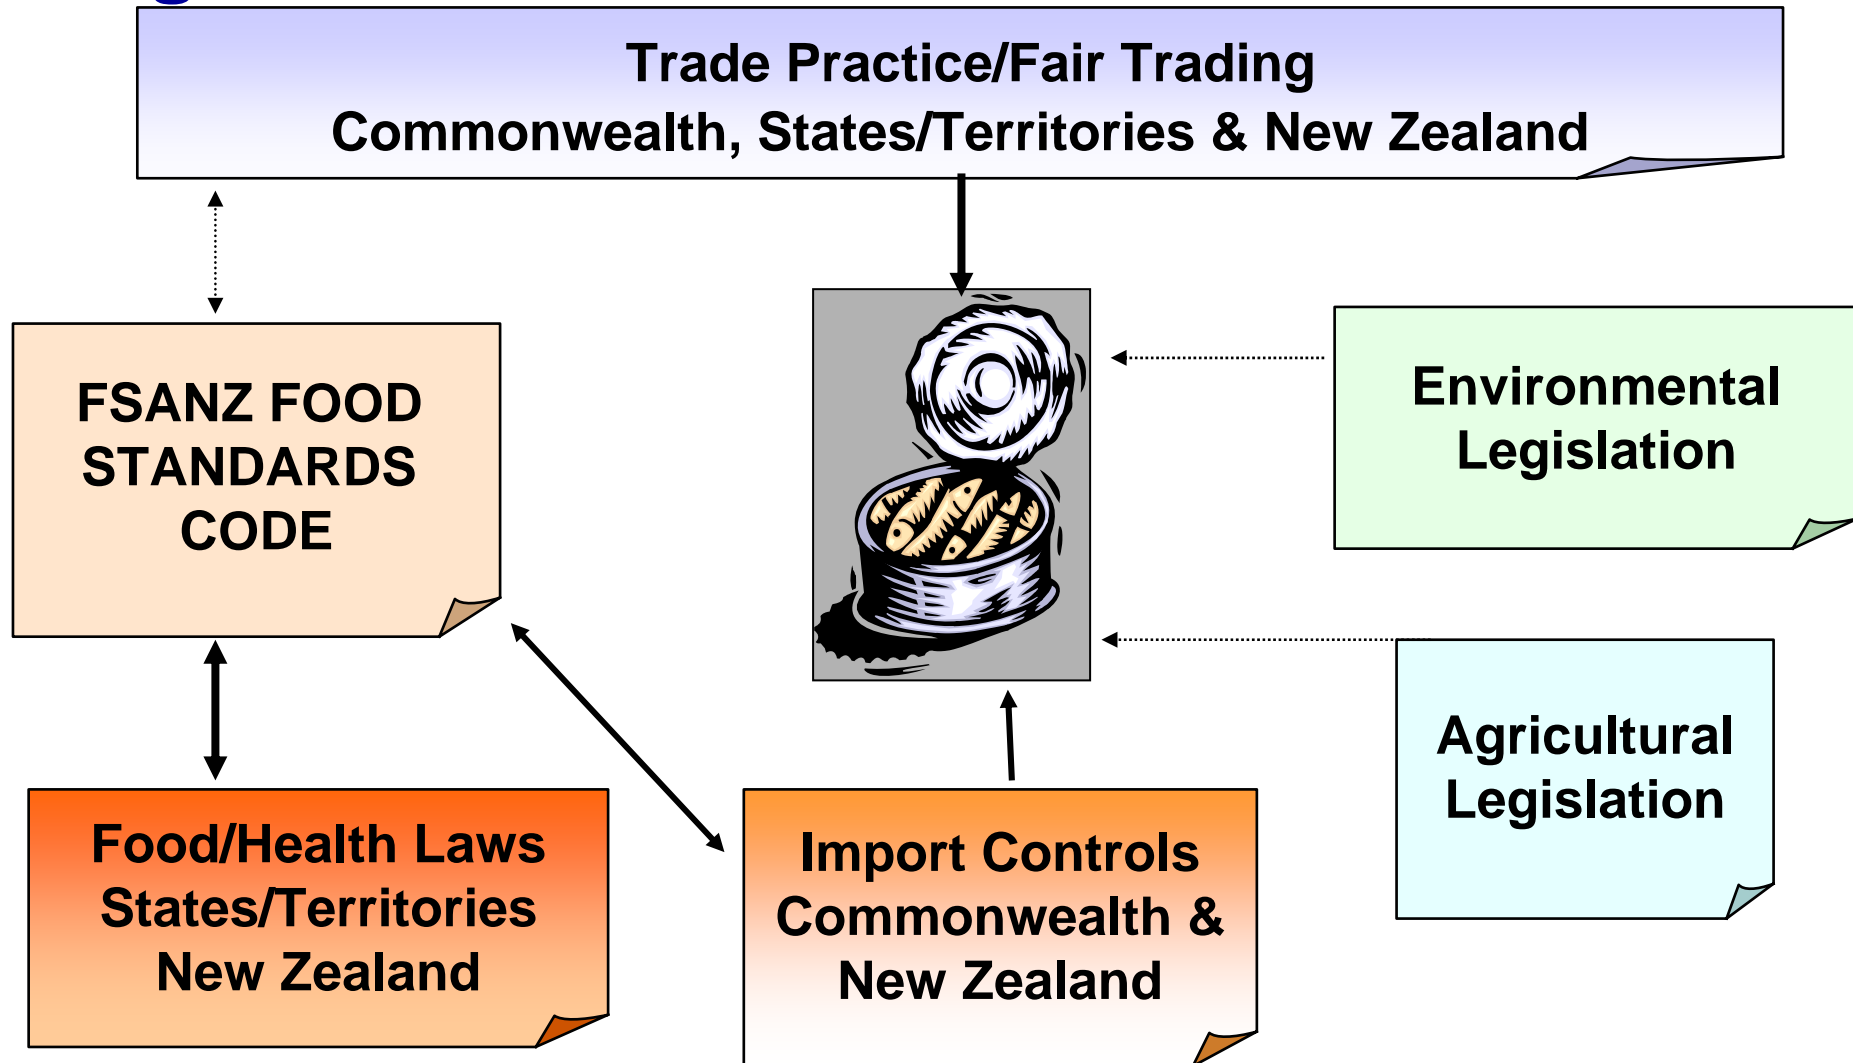 Trade Practice/Fair Trading
Commonwealth, States/Territories & New Zealand
FSANZ FOOD
STANDARDS
CODE
Environmental
Legislation
Agricultural
Legislation
Food/Health Laws
States/Territories
New Zealand
Import Controls
Commonwealth &
New Zealand